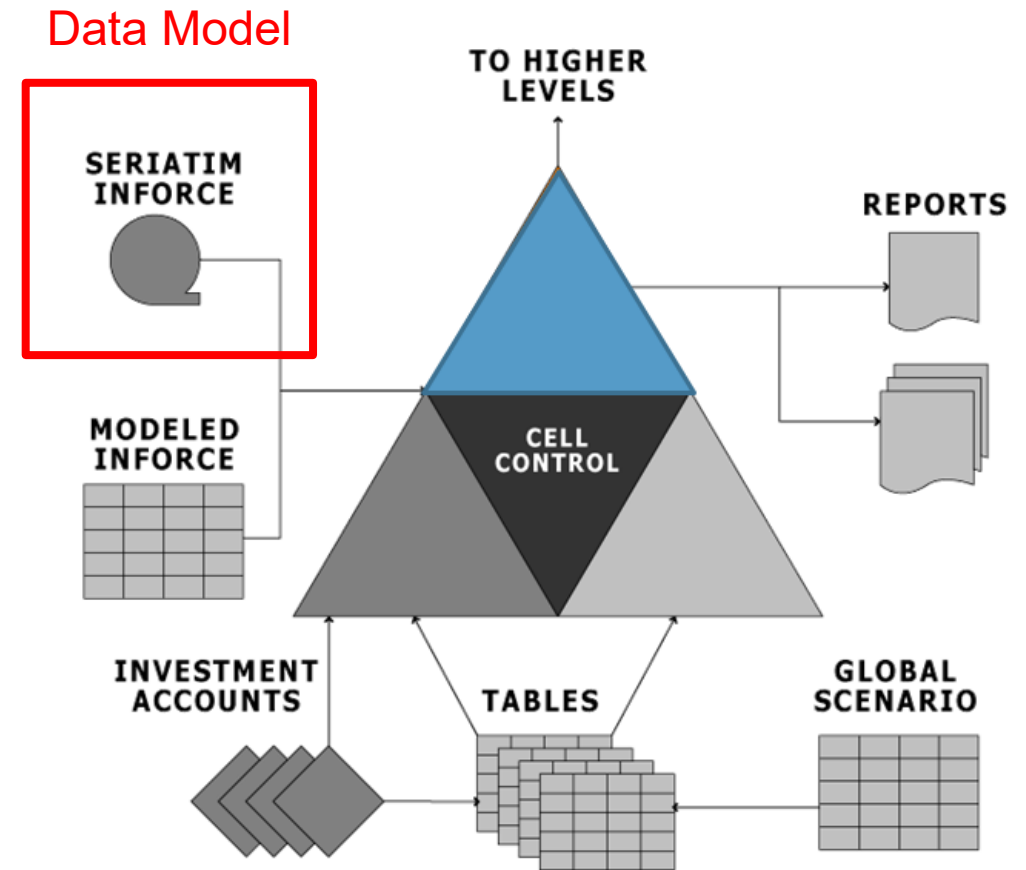 Data Model
TO HIGHER
LEVELS
SERIATIM
INFORCE
REPORTS
MODELED
INFORCE
CELL
CONTROL
INVESTMENT
ACCOUNTS
TABLES
GLOBAL
SCENARIO